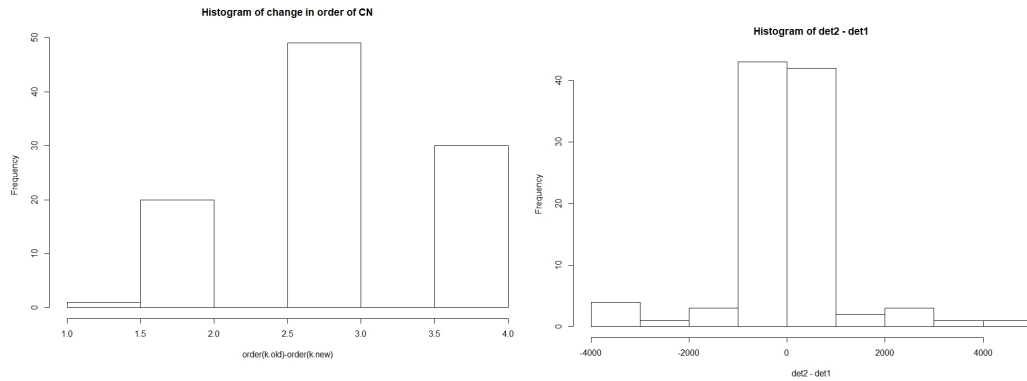 Histogram of change in order of CN
Frequency
0
10
20
30
40
50
1.0 1.5 2.0 2.5 3.0 3.5 4.0
order(k.old)-order(k.new)
Histogram of det2 - det1
Frequency
0
10
20
30
40
-4000 -2000 0 2000 4000
det2 - det1